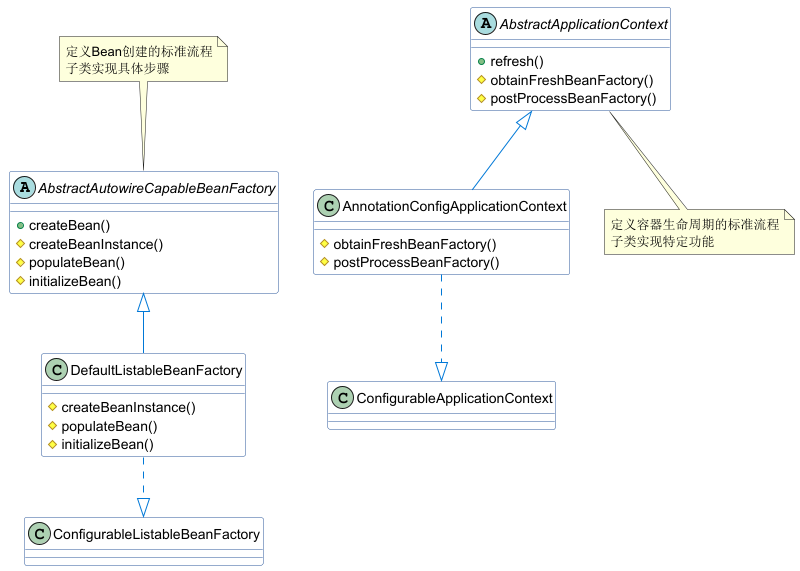 定义Bean创建的标准流程
子类实现具体步骤
A AbstractAutowireCapableBeanFactory
createBean()
createBeanInstance()
populateBean()
initializeBean()
C DefaultListableBeanFactory
createBeanInstance()
populateBean()
initializeBean()
C ConfigurableListableBeanFactory
A AbstractApplicationContext
refresh()
obtainFreshBeanFactory()
postProcessBeanFactory()
C AnnotationConfigApplicationContext
obtainFreshBeanFactory()
postProcessBeanFactory()
定义容器生命周期的标准流程
子类实现特定功能
C ConfigurableApplicationContext